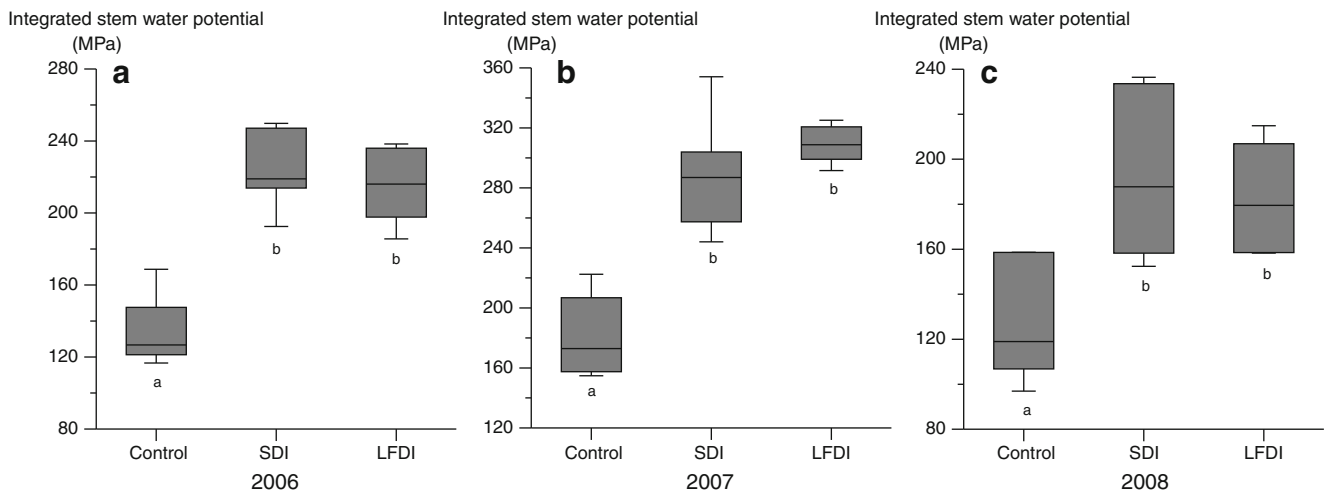 Integrated stem water potential
(MPa)
a
280
240
200
160
120
80
a
b
b
Control SDI LFDI
2006
Integrated stem water potential
(MPa)
b
360
320
280
240
200
160
120
a
b
b
Control SDI LFDI
2007
Integrated stem water potential
(MPa)
c
240
200
160
120
80
a
b
b
Control SDI LFDI
2008